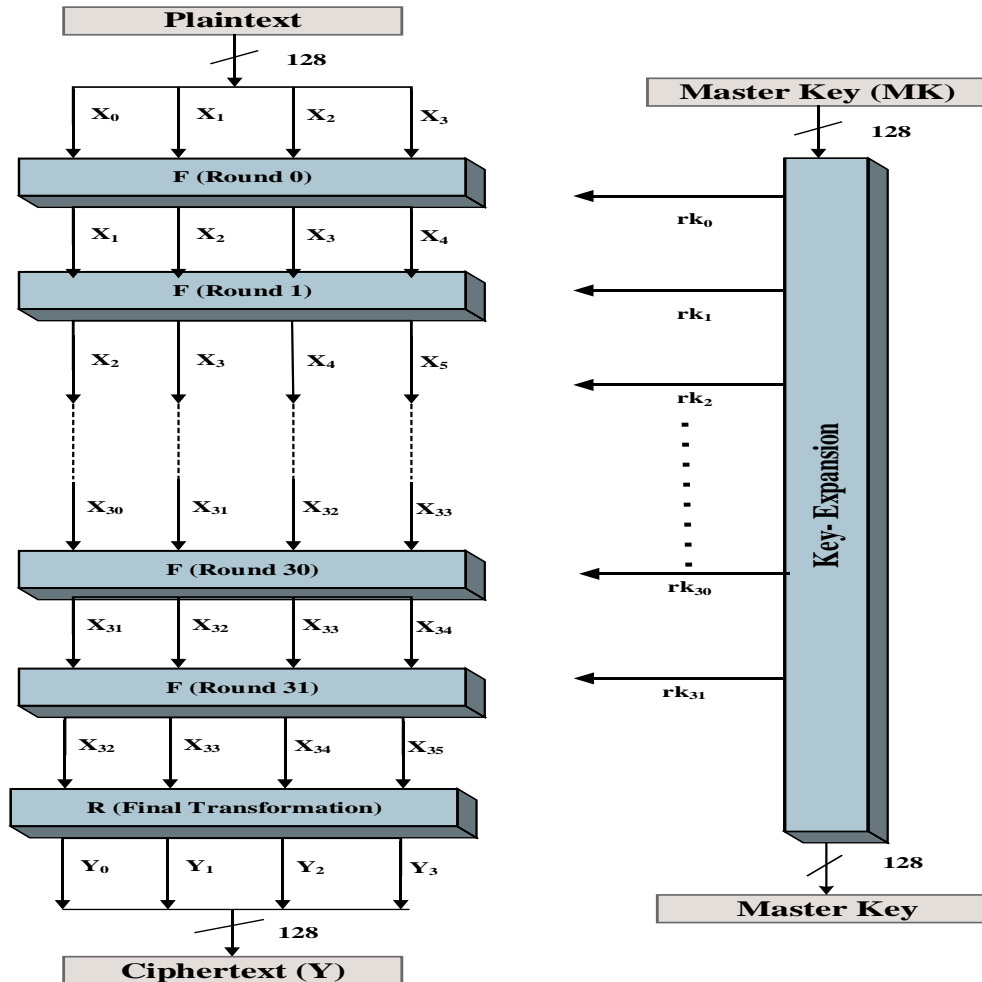 Plaintext
128
X₀ X₁ X₂ X₃
F (Round 0)
X₁ X₂ X₃ X₄
F (Round 1)
X₂ X₃ X₄ X₅
X₃₀ X₃₁ X₃₂ X₃₃
F (Round 30)
X₃₁ X₃₂ X₃₃ X₃₄
F (Round 31)
X₃₂ X₃₃ X₃₄ X₃₅
R (Final Transformation)
Y₀ Y₁ Y₂ Y₃
128
Ciphertext (Y)
Master Key (MK)
128
rk₀
rk₁
rk₂
rk₃₀
rk₃₁
Key- Expansion
128
Master Key